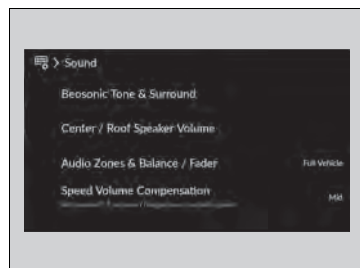 Sound
Beosonic Tone & Surround
Center / Roof Speaker Volume
Audio Zones & Balance / Fader
Full Vehicle
Speed Volume Compensation
Mid